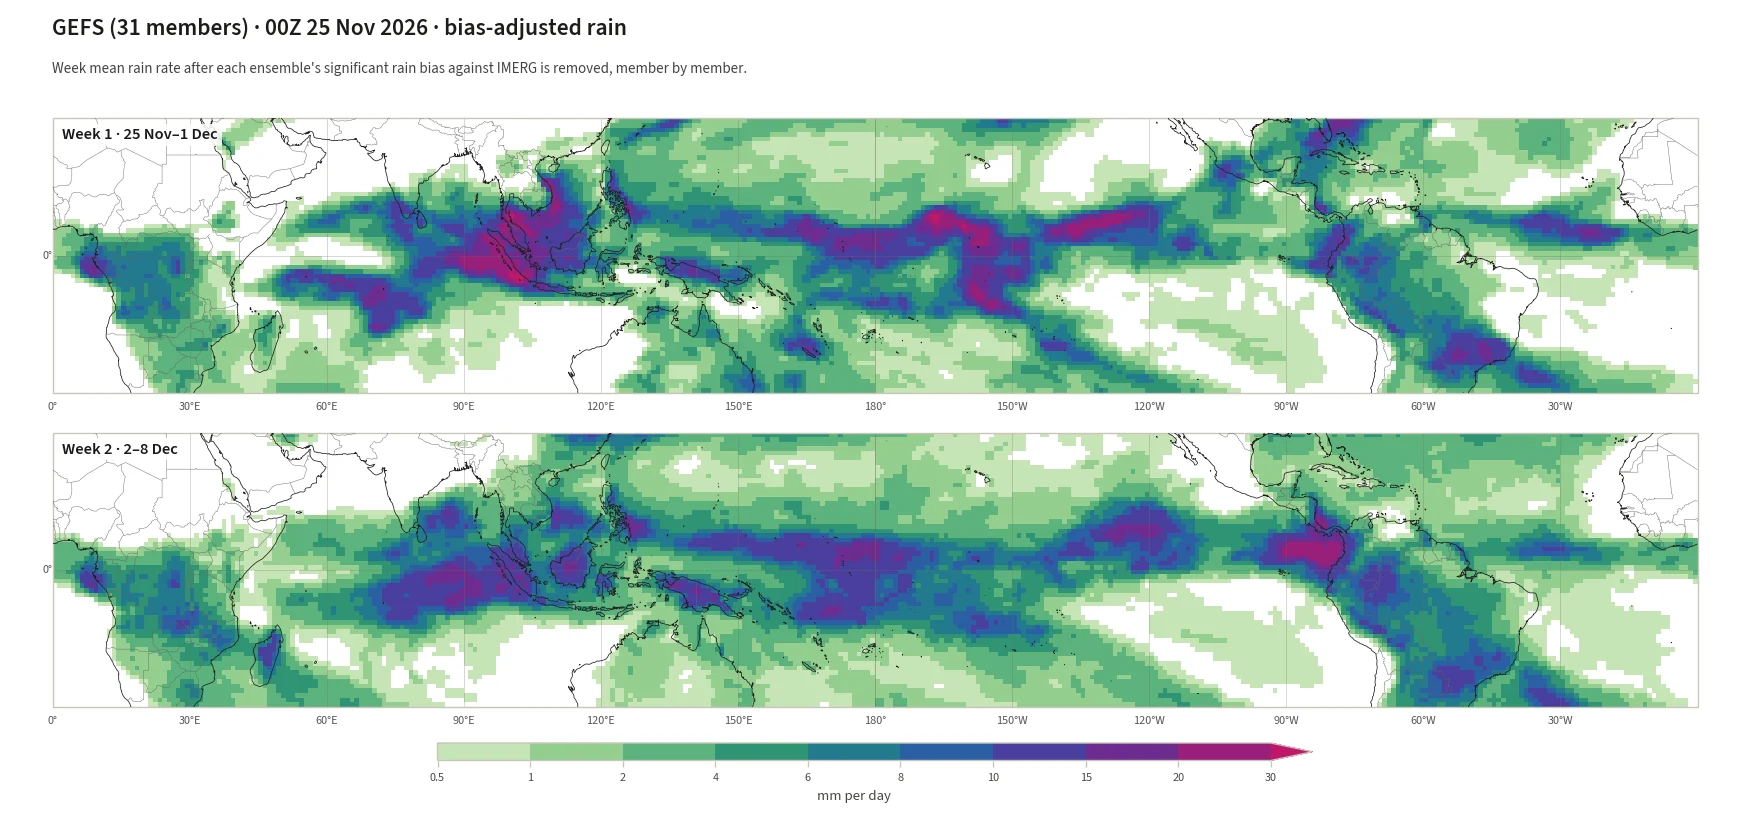 GEFS (31 members) · 00Z 25 Nov 2026 · bias-adjusted rain
Week mean rain rate after each ensemble's significant rain bias against IMERG is removed, member by member.
Week 1 · 25 Nov–1 Dec
0°
0° 30°E 60°E 90°E 120°E 150°E 180° 150°W 120°W 90°W 60°W 30°W
Week 2 · 2–8 Dec
0°
0° 30°E 60°E 90°E 120°E 150°E 180° 150°W 120°W 90°W 60°W 30°W
0.5 1 2 4 6 8 10 15 20 30
mm per day